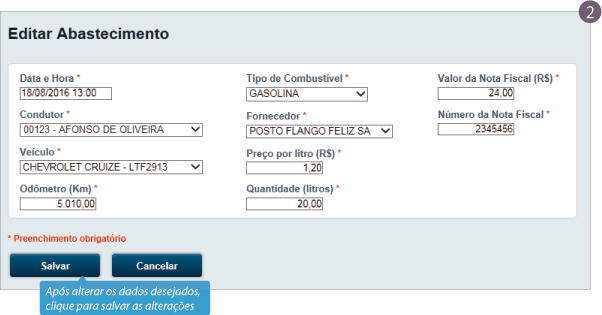 2
Editar Abastecimento
Data e Hora *
18/08/2016 13:00
Tipo de Combustível *
GASOLINA
Valor da Nota Fiscal (R$) *
24,00
Condutor *
00123 - AFONSO DE OLIVEIRA
Fornecedor *
POSTO FLANGO FELIZ SA
Número da Nota Fiscal *
2345456
Veículo *
CHEVROLET CRUIZE - LTF2913
Preço por litro (R$) *
1,20
Odômetro (Km) *
5.010,00
Quantidade (litros) *
20,00
* Preenchimento obrigatório
Salvar
Cancelar
Após alterar os dados desejados,
clique para salvar as alterações